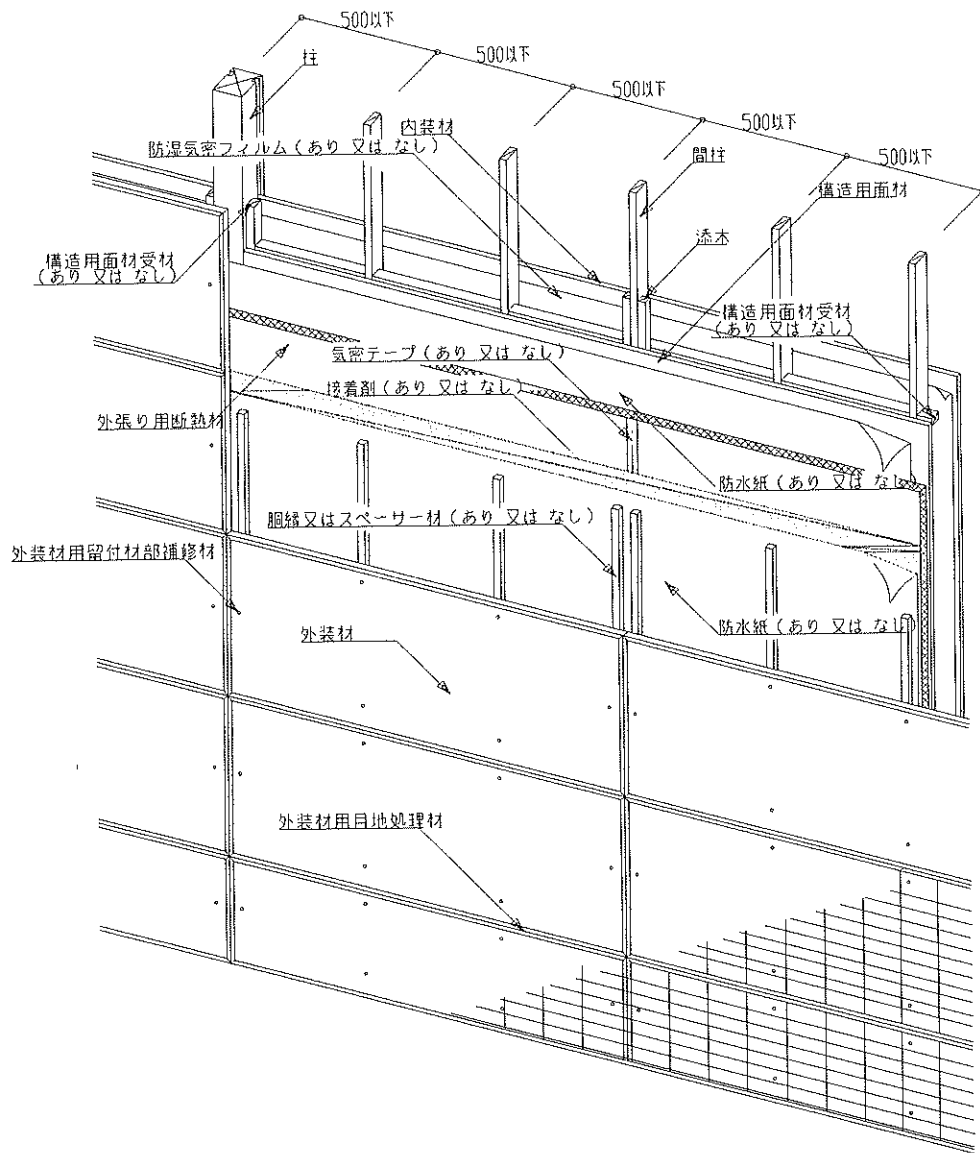 500以下
500以下
500以下
500以下
500以下
柱
内装材
防湿気密フィルム(あり 又は なし)
間柱
構造用面材
添木
構造用面材受材
(あり 又は なし)
構造用面材受材
(あり 又は なし)
気密テープ(あり 又は なし)
接着剤(あり 又は なし)
外張り用断熱材
防水紙(あり 又は なし)
胴縁又はスペーサー材(あり 又は なし)
外装材用留付材部補修材
外装材
防水紙(あり 又は なし)
外装材用目地処理材